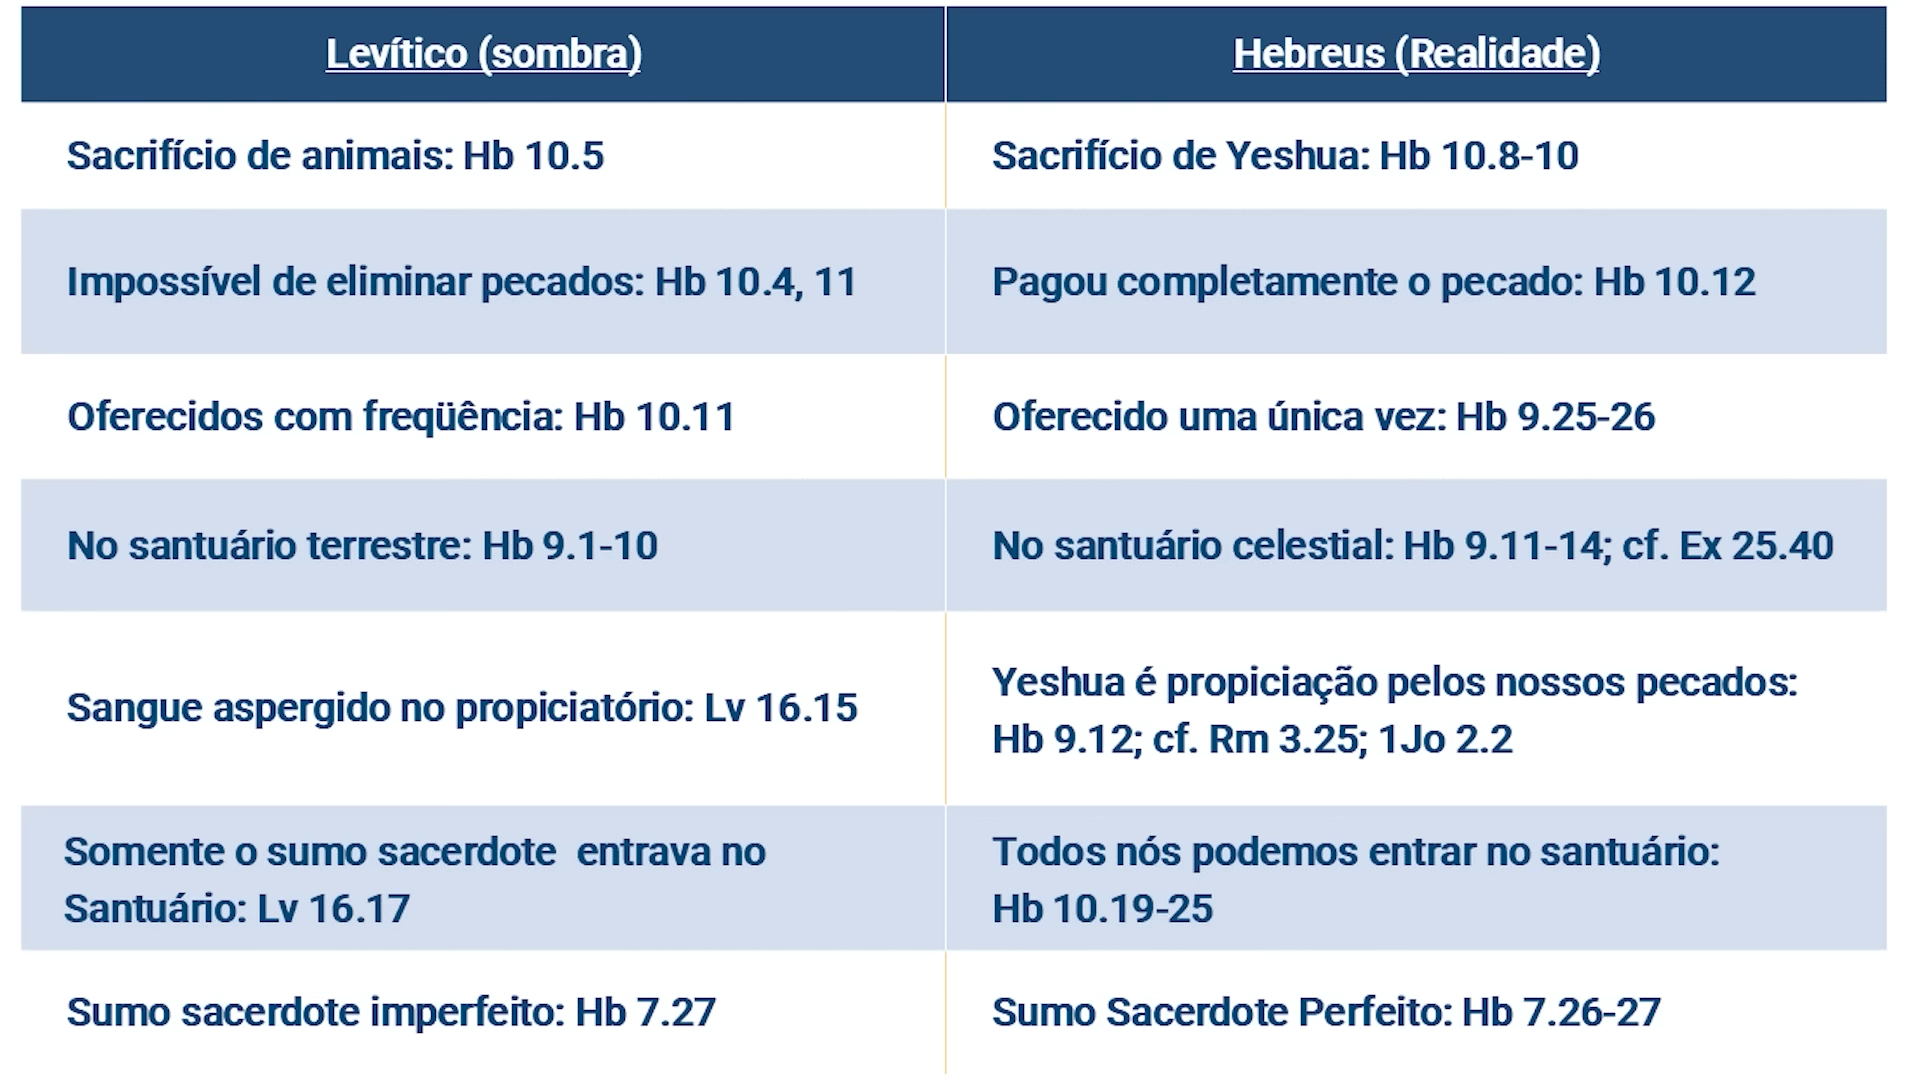 Levítico (sombra)
Hebreus (Realidade)
Sacrifício de animais: Hb 10.5
Sacrifício de Yeshua: Hb 10.8-10
Impossível de eliminar pecados: Hb 10.4, 11
Pagou completamente o pecado: Hb 10.12
Oferecidos com freqüência: Hb 10.11
Oferecido uma única vez: Hb 9.25-26
No santuário terrestre: Hb 9.1-10
No santuário celestial: Hb 9.11-14; cf. Ex 25.40
Sangue aspergido no propiciatório: Lv 16.15
Yeshua é propiciação pelos nossos pecados:
Hb 9.12; cf. Rm 3.25; 1Jo 2.2
Somente o sumo sacerdote  entrava no
Santuário: Lv 16.17
Todos nós podemos entrar no santuário:
Hb 10.19-25
Sumo sacerdote imperfeito: Hb 7.27
Sumo Sacerdote Perfeito: Hb 7.26-27